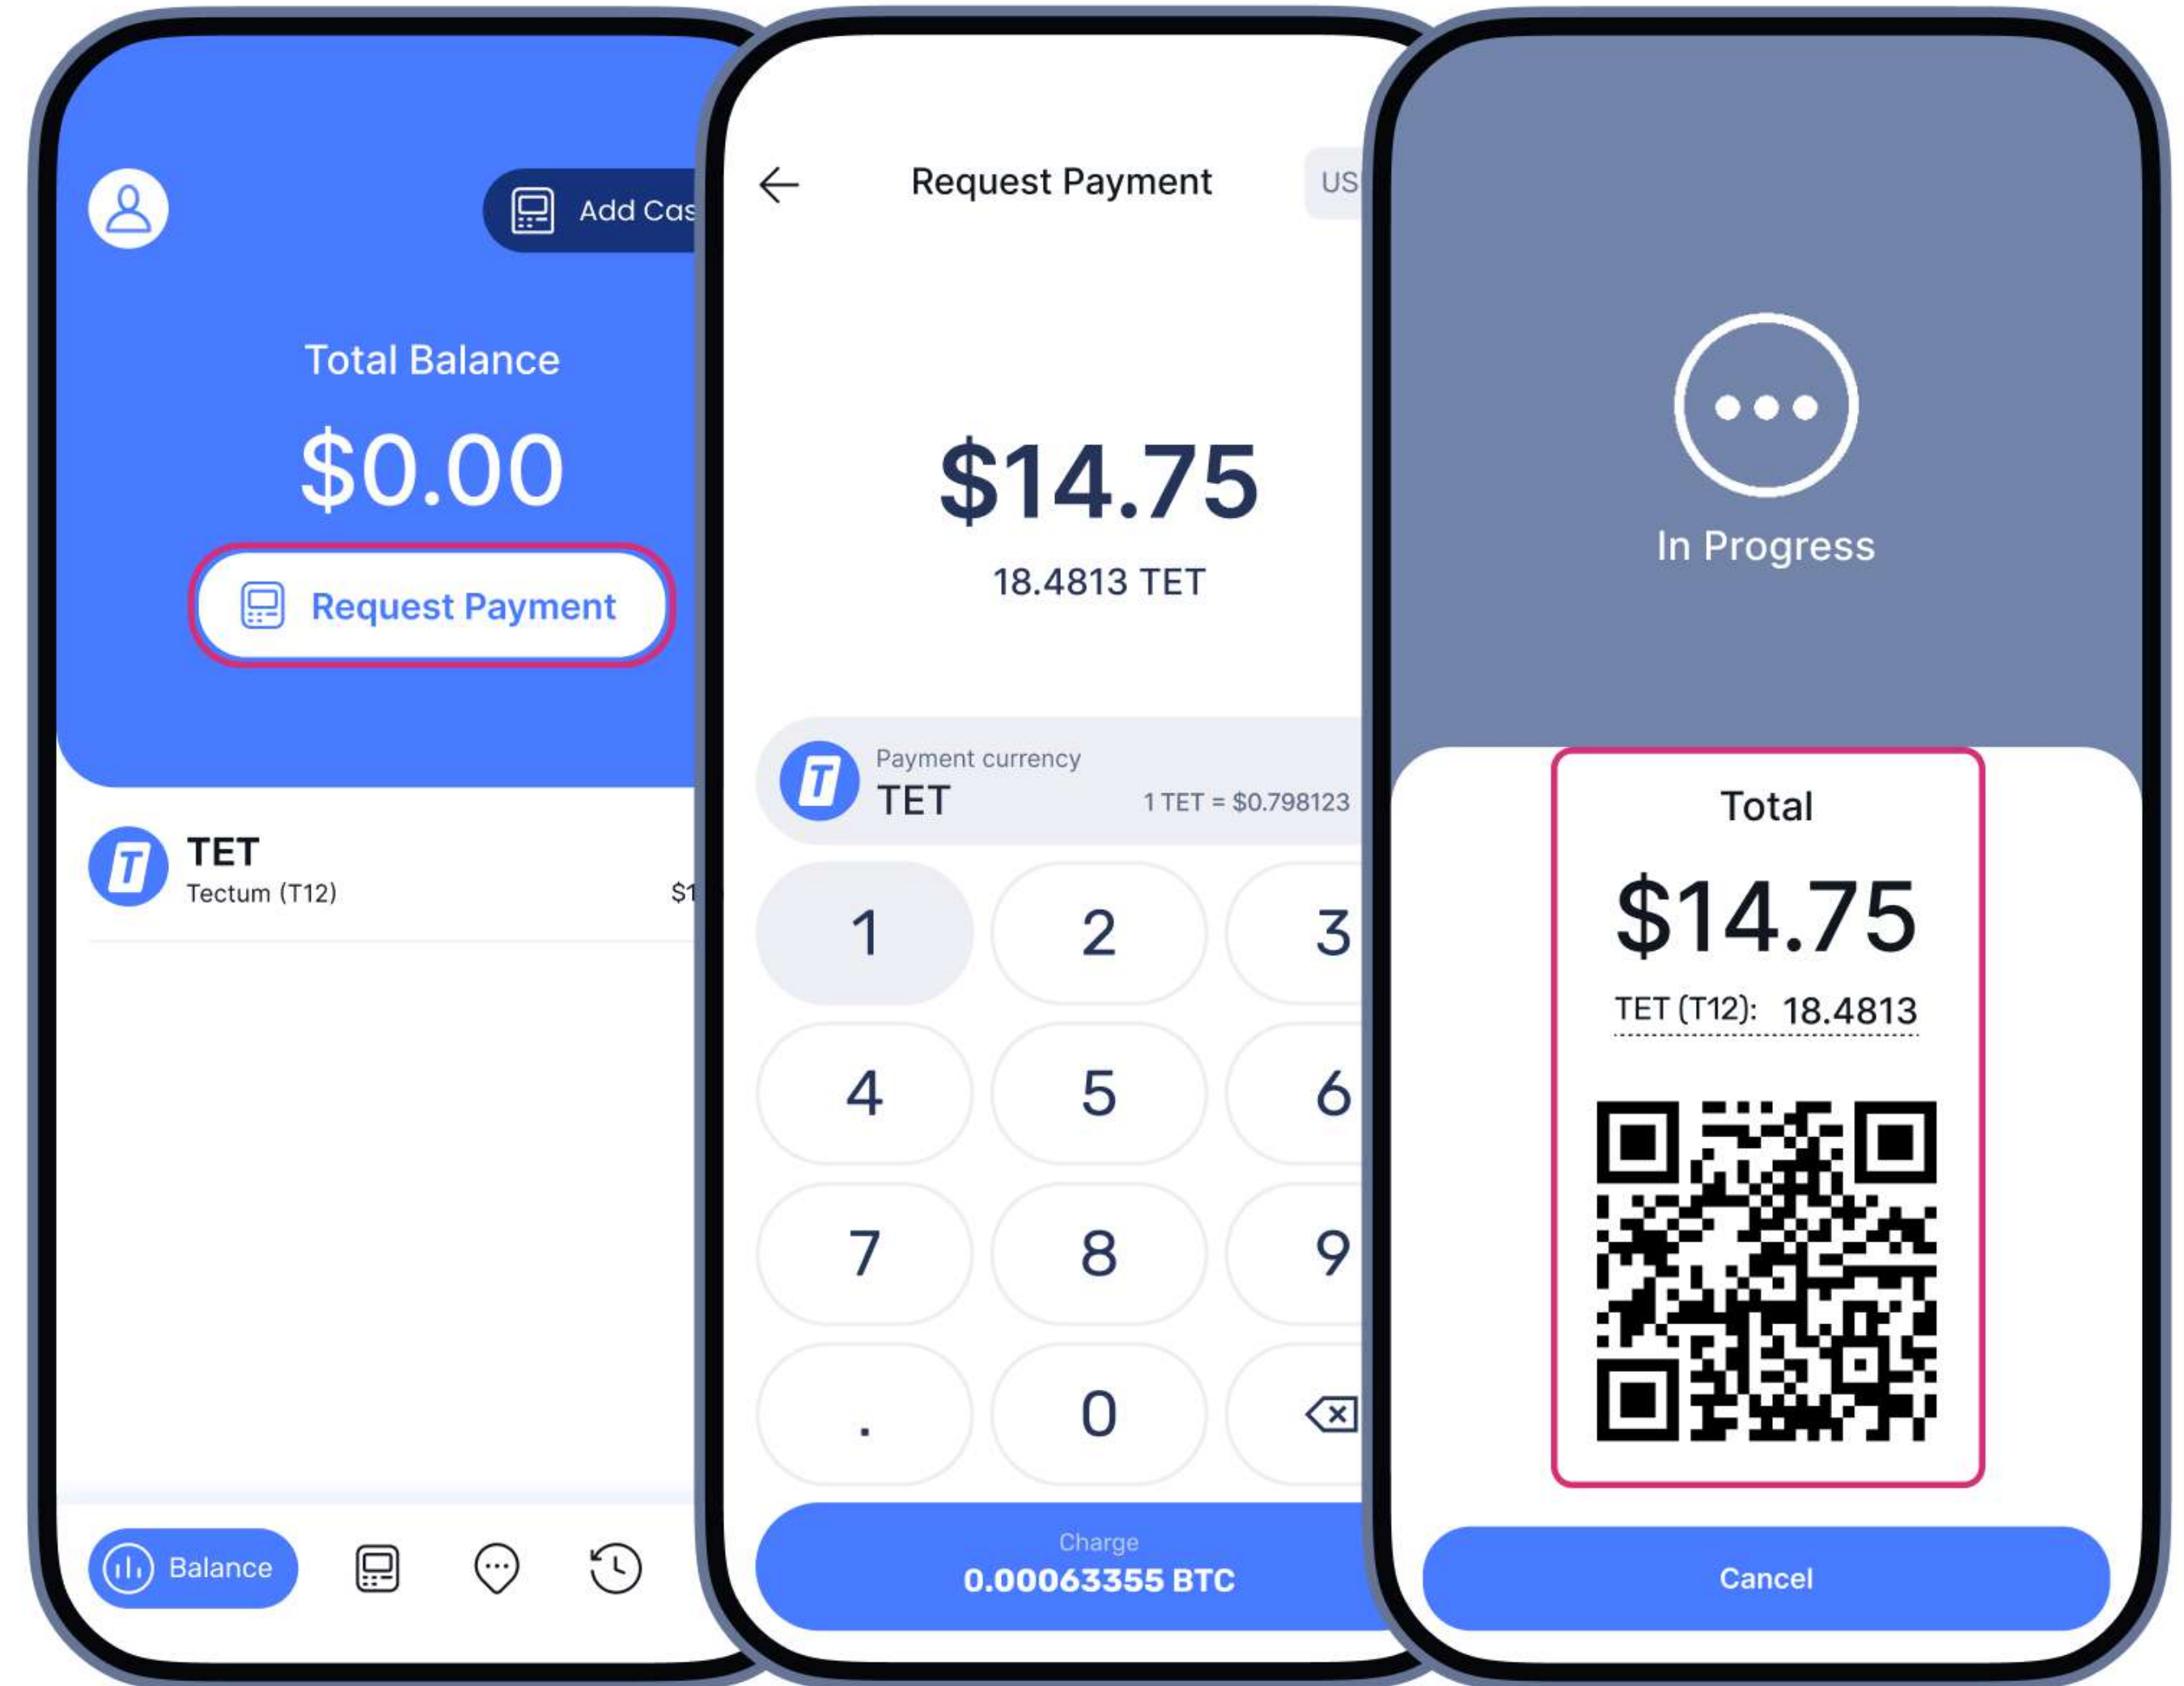 Add Cas
Total Balance
$0.00
Request Payment
TET
Tectum (T12)
$1
Balance
Request Payment
US
$14.75
18.4813 TET
Payment currency
TET
1 TET = $0.798123
1
2
3
4
5
6
7
8
9
.
0
Charge
0.00063355 BTC
In Progress
Total
$14.75
TET (T12): 18.4813
Cancel